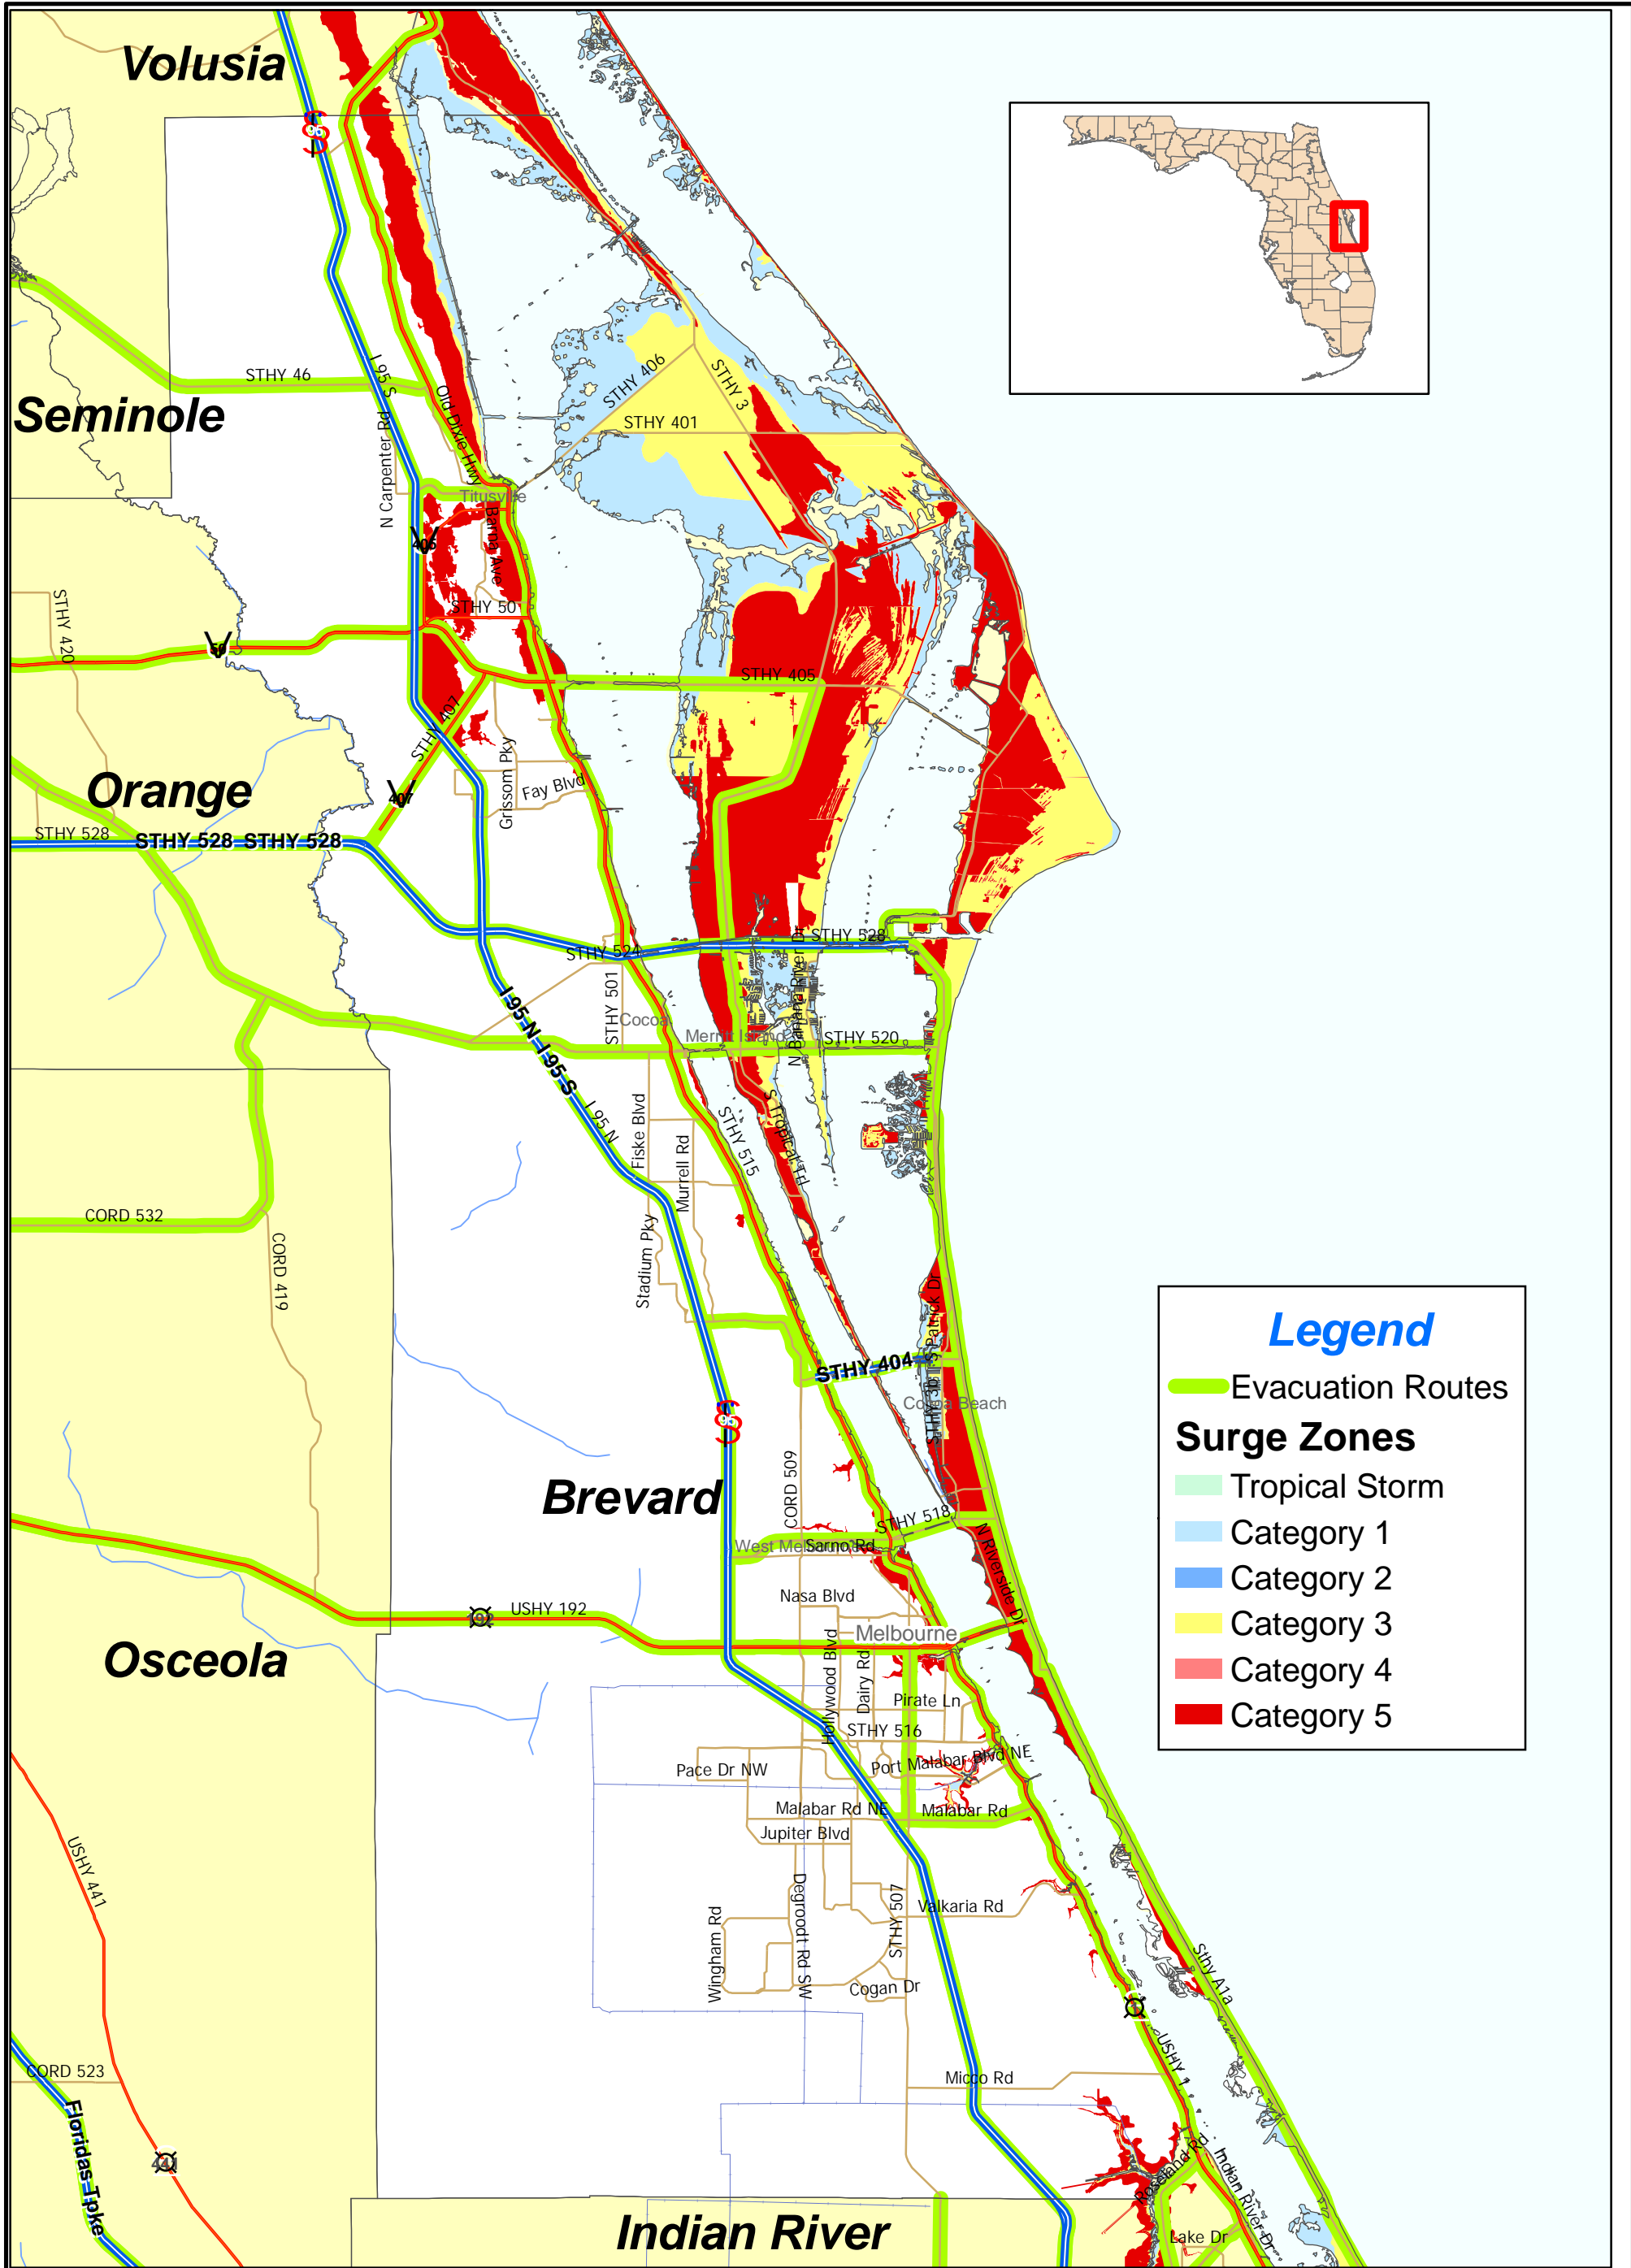 Volusia
95
STHY 46
I 95 S
STHY 406
STHY 3
Seminole
N Carpenter Rd
Old Dixie Hwy
STHY 401
Titusville
Barna Ave
STHY 420
STHY 50
50
STHY 405
STHY 407
Orange
407
Grissom Pky
Fay Blvd
STHY 528
STHY 528
STHY 528
STHY 524
STHY 528
N Banana River Dr
STHY 501
I 95 N
I 95 S
Cocoa
Merritt Island
STHY 520
I 95 N
Fiske Blvd
STHY 515
S Tropical Trl
Murrell Rd
CORD 532
CORD 419
Stadium Pky
S Patrick Dr
STHY 404
Cocoa Beach
95
Brevard
CORD 509
STHY 518
West Melbourne
Sarno Rd
N Riverside Dr
Nasa Blvd
192
USHY 192
Melbourne
Osceola
Hollywood Blvd
Dairy Rd
Pirate Ln
STHY 516
Pace Dr NW
Port Malabar Blvd NE
Malabar Rd NE
Malabar Rd
Jupiter Blvd
USHY 441
Degroodt Rd SW
STHY 507
Valkaria Rd
Wingham Rd
Cogan Dr
Sthy A1a
USHY 1
CORD 523
Micco Rd
Floridas Tpke
441
Roseland Rd
Indian River Dr
Indian River
Lake Dr
Legend
Evacuation Routes
Surge Zones
Tropical Storm
Category 1
Category 2
Category 3
Category 4
Category 5